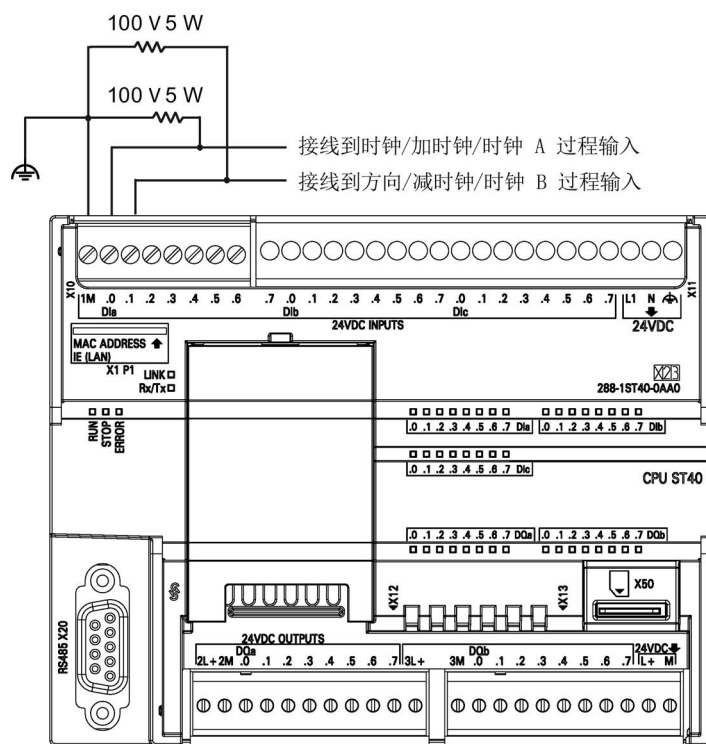 100 V 5 W
100 V 5 W
接线到时钟/加时钟/时钟 A 过程输入
接线到方向/减时钟/时钟 B 过程输入
X10
1M .0 .1 .2 .3 .4 .5 .6 .7 .0 .1 .2 .3 .4 .5 .6 .7 .0 .1 .2 .3 .4 .5 .6 .7 L1 N
X11
DIa DIb DIc
24VDC INPUTS
24VDC
MAC ADDRESS
IE (LAN)
X1 P1
LINK
Rx/Tx
X2B
288-1ST40-0AA0
RUN
STOP
ERROR
.0 .1 .2 .3 .4 .5 .6 .7 DIa .0 .1 .2 .3 .4 .5 .6 .7 DIb
.0 .1 .2 .3 .4 .5 .6 .7 DIc
CPU ST40
.0 .1 .2 .3 .4 .5 .6 .7 DQa .0 .1 .2 .3 .4 .5 .6 .7 DQb
X12
X13
X50
RS485 X20
24VDC OUTPUTS
DQa DQb 24VDC
2L+ 2M .0 .1 .2 .3 .4 .5 .6 .7 3L+ 3M .0 .1 .2 .3 .4 .5 .6 .7 L+ M